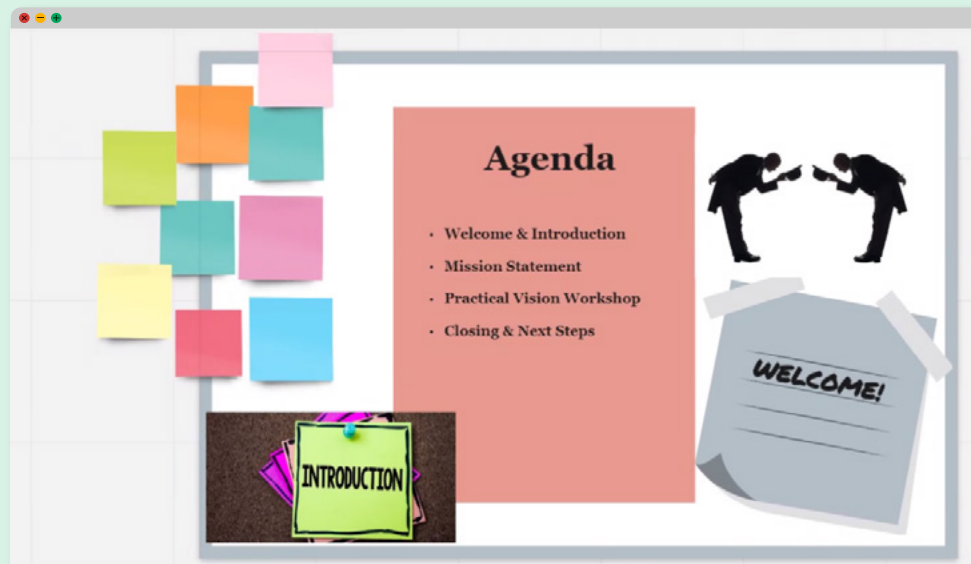 Agenda
• Welcome & Introduction
• Mission Statement
• Practical Vision Workshop
• Closing & Next Steps
WELCOME!
INTRODUCTION